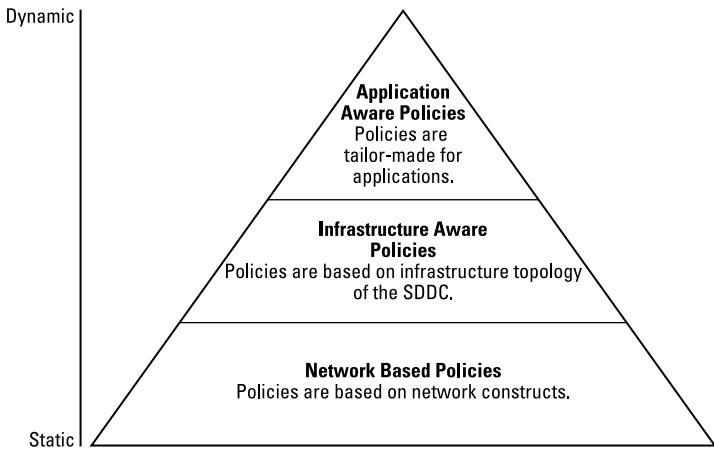 Dynamic
Application
Aware Policies
Policies are
tailor-made for
applications.
Infrastructure Aware
Policies
Policies are based on infrastructure topology
of the SDDC.
Network Based Policies
Policies are based on network constructs.
Static